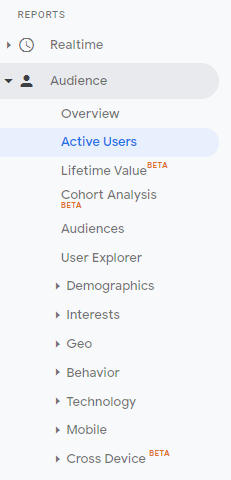 REPORTS
Realtime
Audience
Overview
Active Users
Lifetime Value BETA
Cohort Analysis
BETA
Audiences
User Explorer
Demographics
Interests
Geo
Behavior
Technology
Mobile
Cross Device BETA